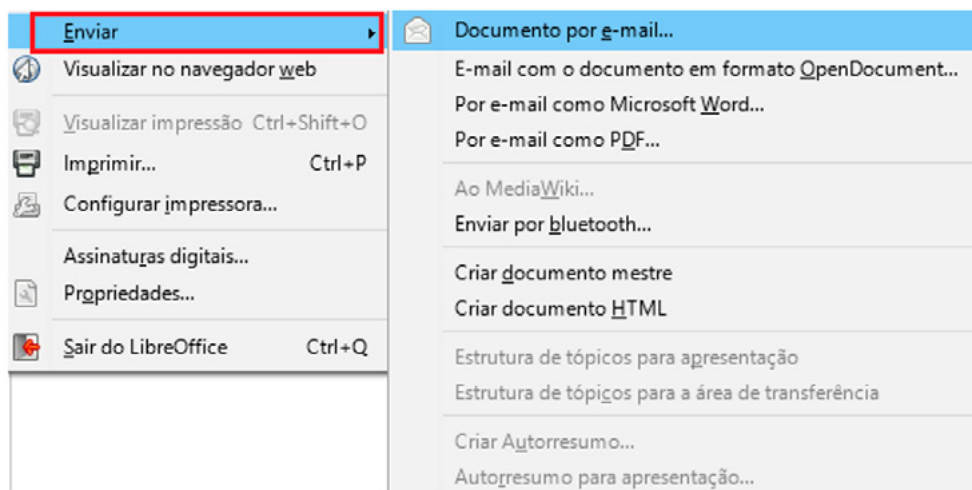 Enviar
Visualizar no navegador web
Visualizar impressão Ctrl+Shift+O
Imprimir... Ctrl+P
Configurar impressora...
Assinaturas digitais...
Propriedades...
Sair do LibreOffice Ctrl+Q
Documento por e-mail...
E-mail com o documento em formato OpenDocument...
Por e-mail como Microsoft Word...
Por e-mail como PDF...
Ao MediaWiki...
Enviar por bluetooth...
Criar documento mestre
Criar documento HTML
Estrutura de tópicos para apresentação
Estrutura de tópicos para a área de transferência
Criar Autorresumo...
Autorresumo para apresentação...